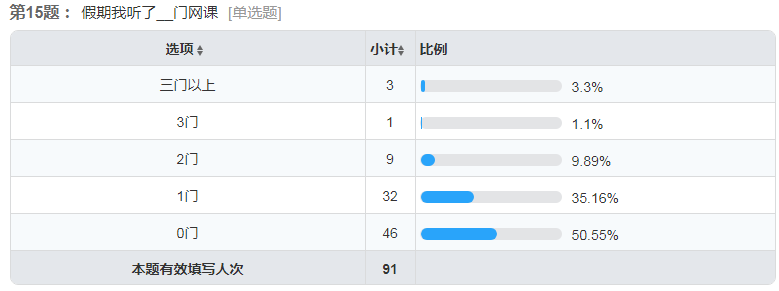 第15题： 假期我听了__门网课 [单选题]
选项 小计 比例
三门以上 3 3.3%
3门 1 1.1%
2门 9 9.89%
1门 32 35.16%
0门 46 50.55%
本题有效填写人次 91